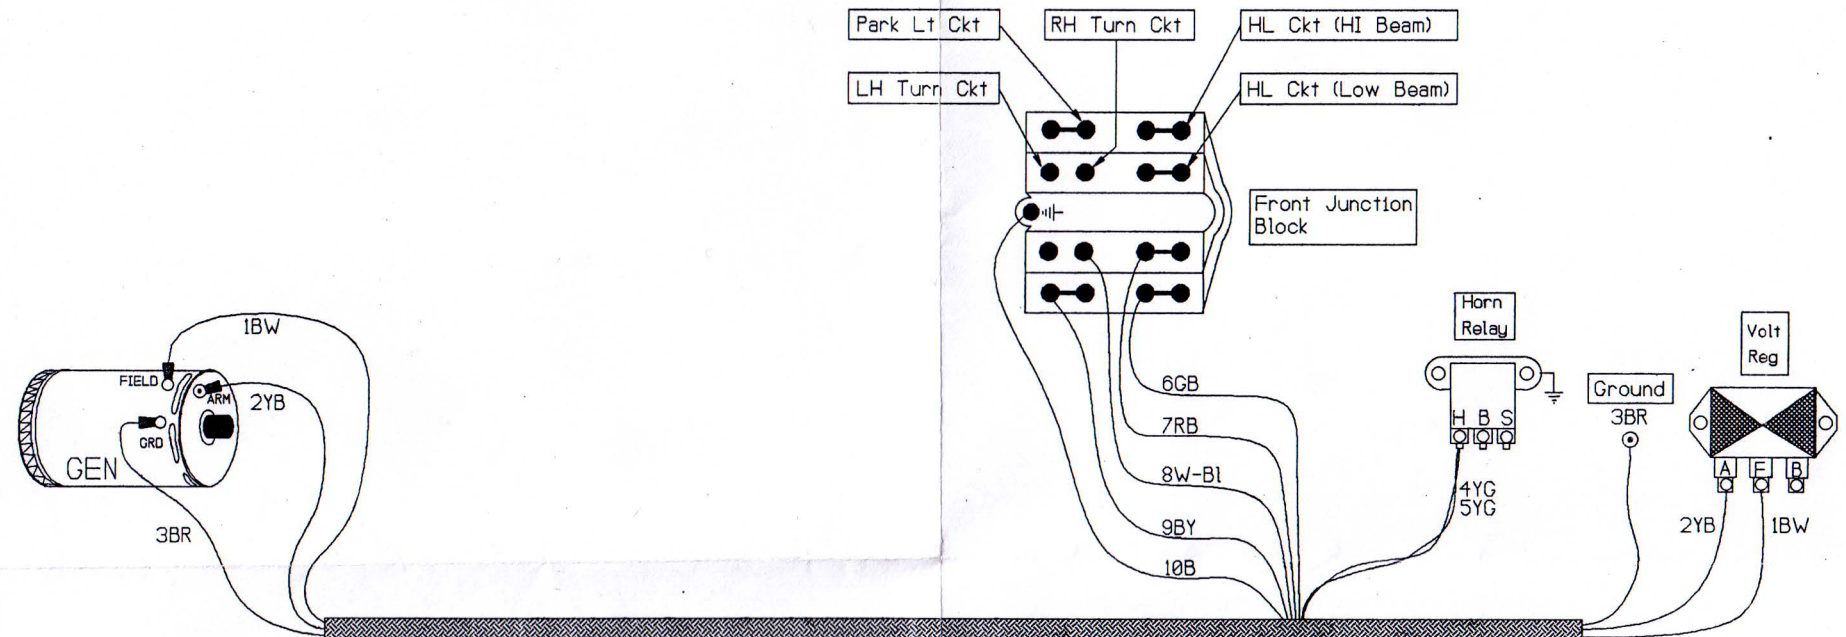 Park Lt Ckt
RH Turn Ckt
HL Ckt (HI Beam)
LH Turn Ckt
HL Ckt (Low Beam)
Front Junction
Block
Horn
Relay
Volt
Reg
1BW
FIELD
ARM
2YB
GRD
GEN
3BR
6GB
7RB
8W-Bl
9BY
10B
H B S
4YG
5YG
Ground
3BR
A F B
2YB
1BW